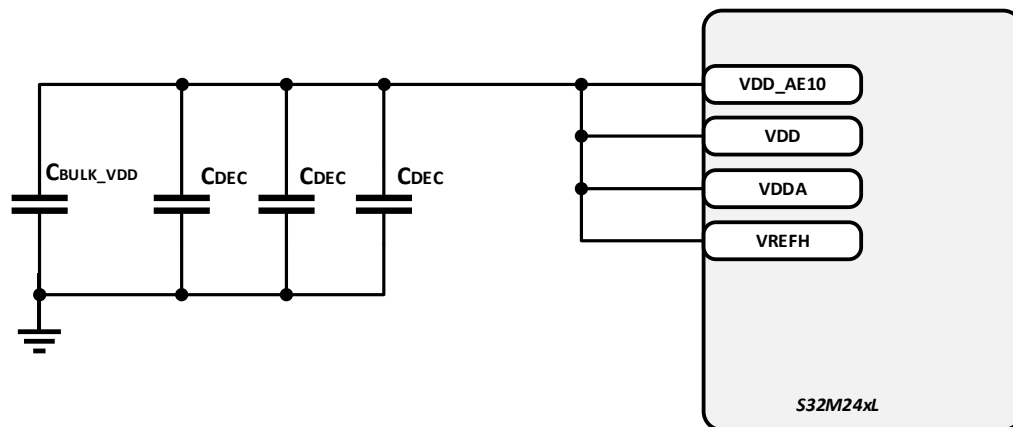 VDD_AE10
VDD
CBULK_VDD CDEC CDEC CDEC
VDDA
VREFH
S32M24xL